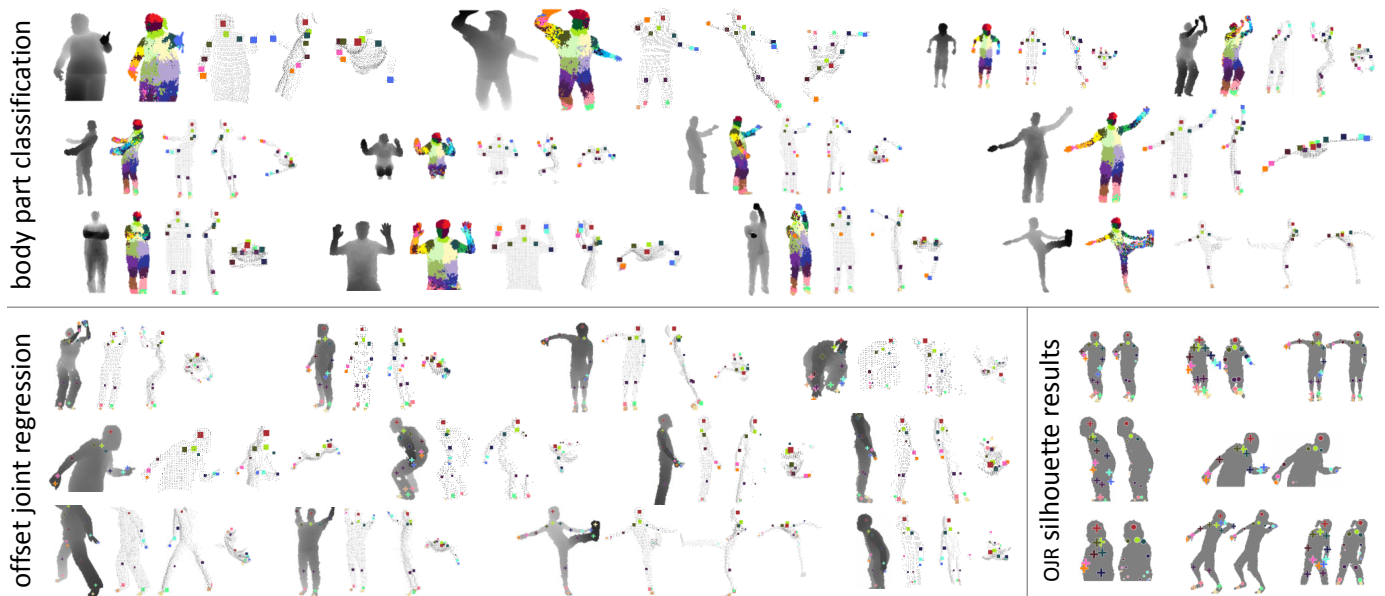 body part classification
offset joint regression
OJR silhouette results